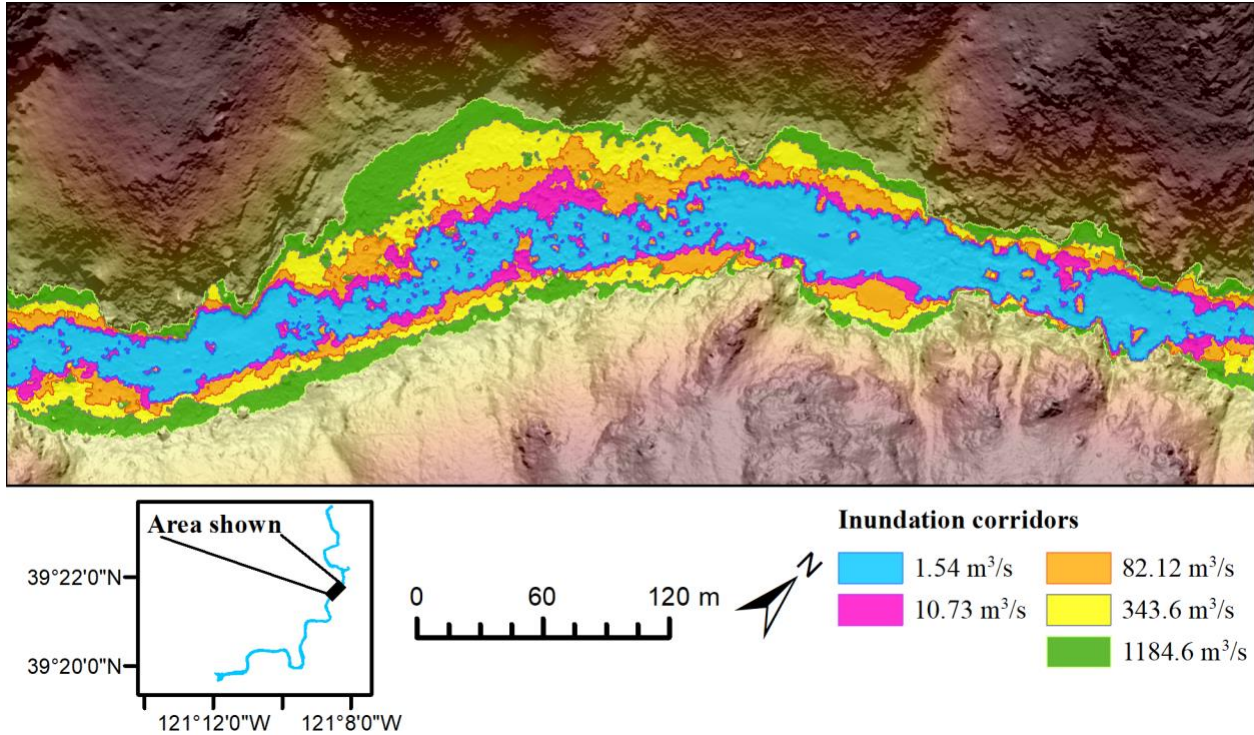 Area shown
39°22'0"N
39°20'0"N
121°12'0"W 121°8'0"W
0 60 120 m
N
Inundation corridors
1.54 m³/s
10.73 m³/s
82.12 m³/s
343.6 m³/s
1184.6 m³/s